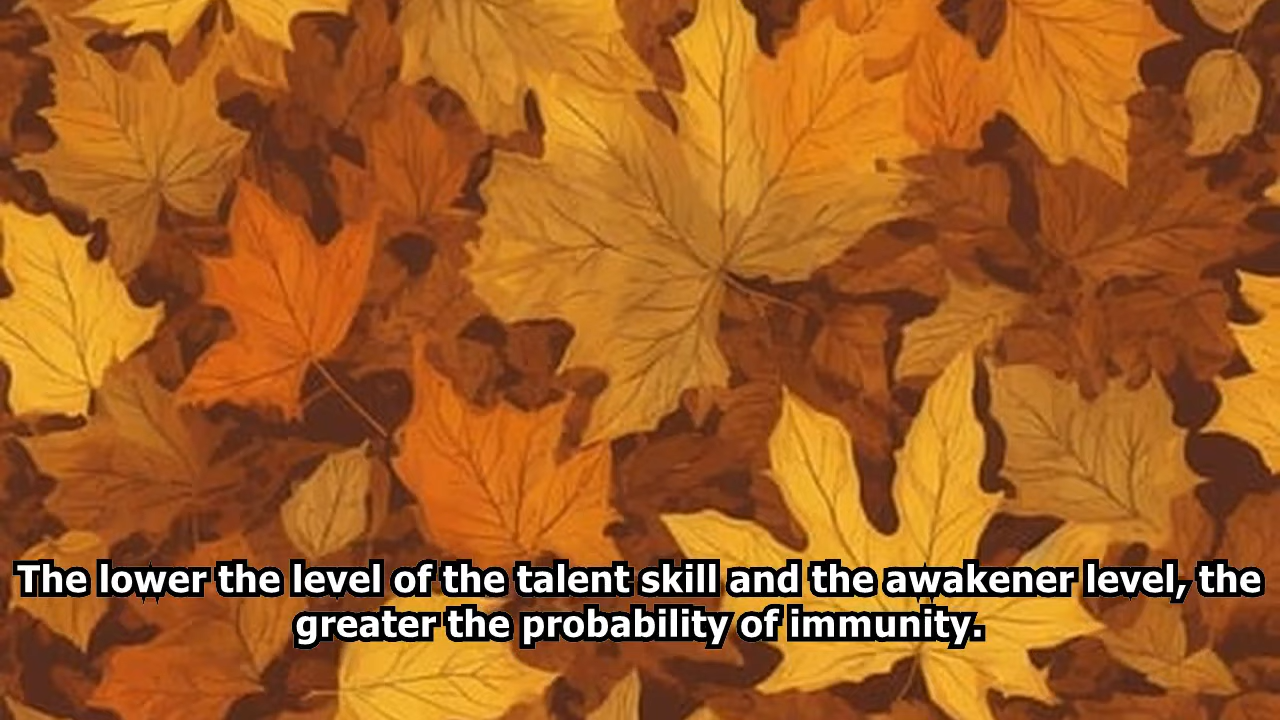 The lower the level of the talent skill and the awakener level, the
greater the probability of immunity.